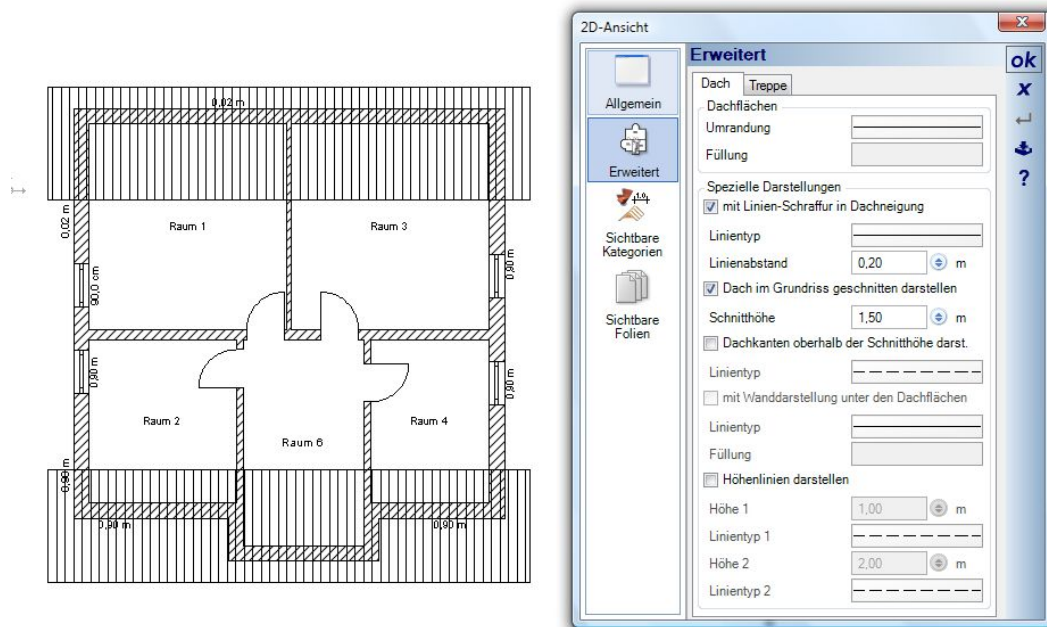 0,02 m
0,02 m
Raum 1
Raum 3
90,0 cm
0,90 m
0,90 m
0,90 m
Raum 2
Raum 6
Raum 4
0,90 m
0,90 m
0,90 m
2D-Ansicht
Allgemein
Erweitert
1.0
Sichtbare
Kategorien
Sichtbare
Folien
Erweitert
Dach
Treppe
Dachflächen
Umrandung
Füllung
Spezielle Darstellungen
mit Linien-Schraffur in Dachneigung
Linientyp
Linienabstand 0,20 m
Dach im Grundriss geschnitten darstellen
Schnitthöhe 1,50 m
Dachkanten oberhalb der Schnitthöhe darst.
Linientyp
mit Wanddarstellung unter den Dachflächen
Linientyp
Füllung
Höhenlinien darstellen
Höhe 1 1,00 m
Linientyp 1
Höhe 2 2,00 m
Linientyp 2
ok
x
?